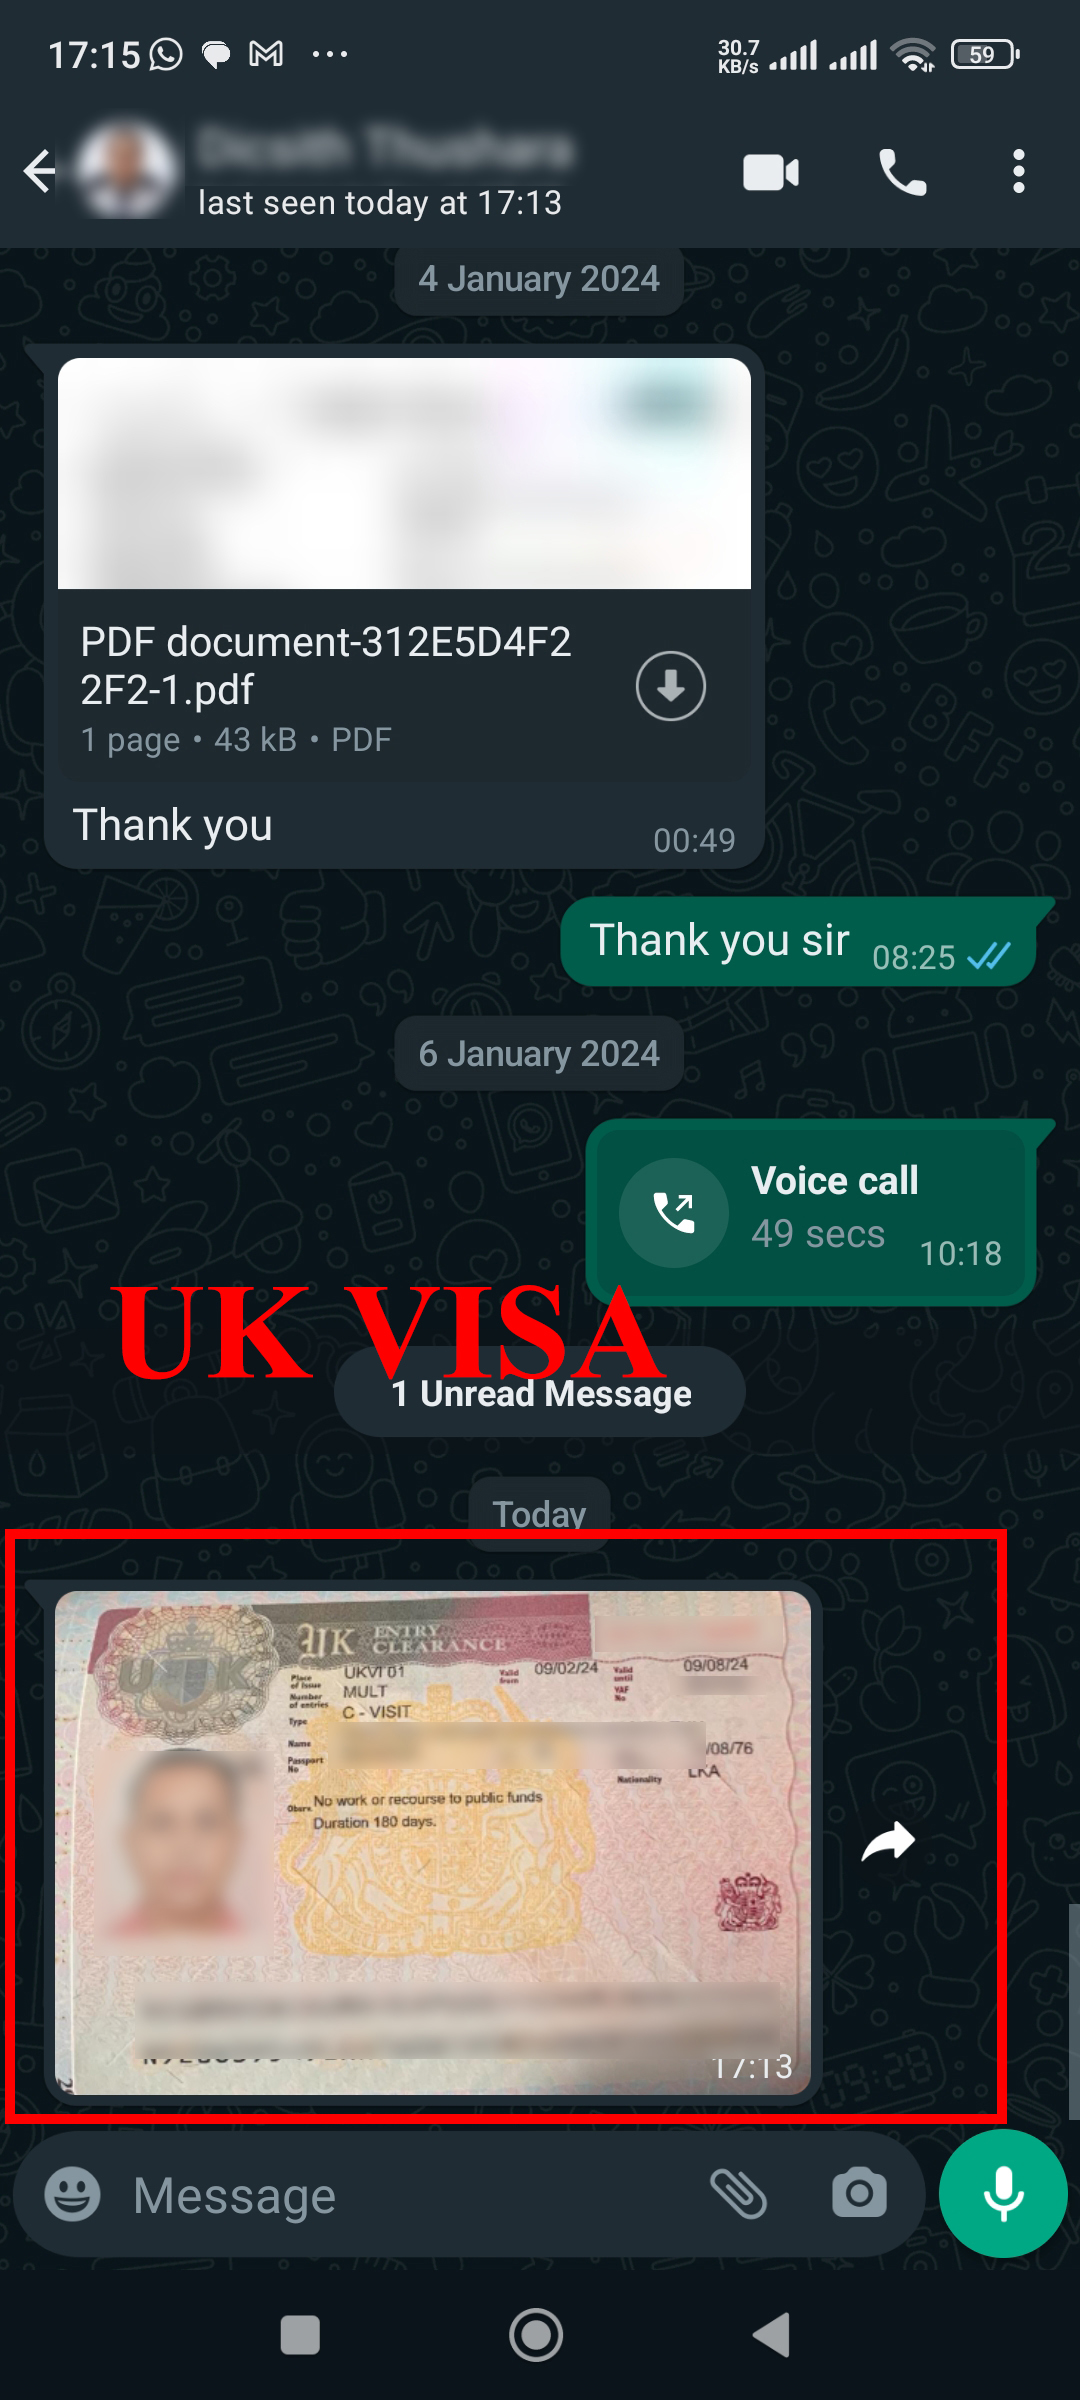 17:15
30.7
KB/s
59
last seen today at 17:13
4 January 2024
PDF document-312E5D4F2
2F2-1.pdf
1 page • 43 kB • PDF
Thank you
00:49
Thank you sir
08:25
6 January 2024
Voice call
49 secs
10:18
UK VISA
1 Unread Message
Today
UK ENTRY
CLEARANCE
Place
of Issue
UKVI 01
Valid
from
09/02/24
Valid
until
09/08/24
Number
of entries
MULT
VAF
No
Type
C - VISIT
Name
Passport
No
/08/76
Nationality
LKA
Obsrv.
No work or recourse to public funds
Duration 180 days.
17:13
Message